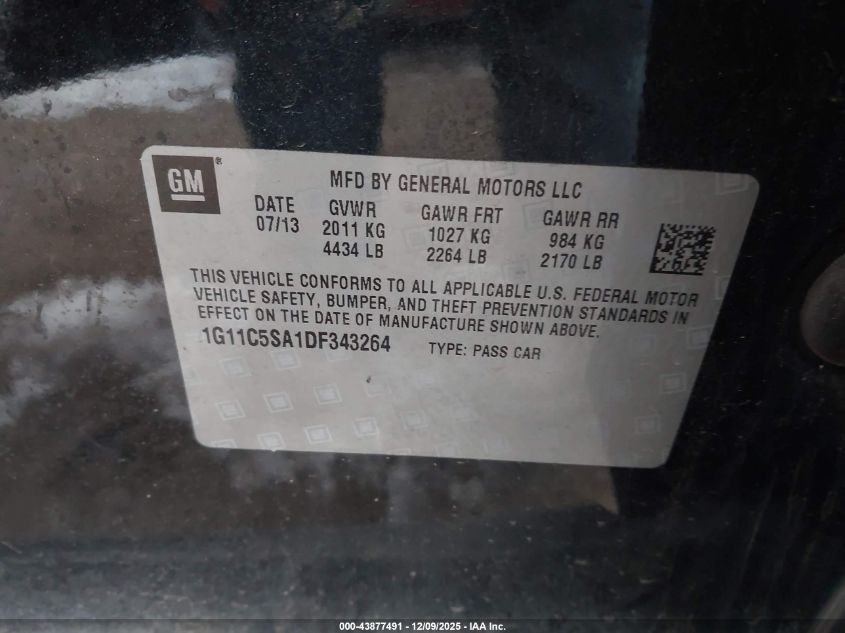 GM ®
MFD BY GENERAL MOTORS LLC
DATE GVWR GAWR FRT GAWR RR
07/13 2011 KG 1027 KG 984 KG
4434 LB 2264 LB 2170 LB
THIS VEHICLE CONFORMS TO ALL APPLICABLE U.S. FEDERAL MOTOR
VEHICLE SAFETY, BUMPER, AND THEFT PREVENTION STANDARDS IN
EFFECT ON THE DATE OF MANUFACTURE SHOWN ABOVE.
1G11C5SA1DF343264 TYPE: PASS CAR
000-43877491 - 12/09/2025 - IAA Inc.